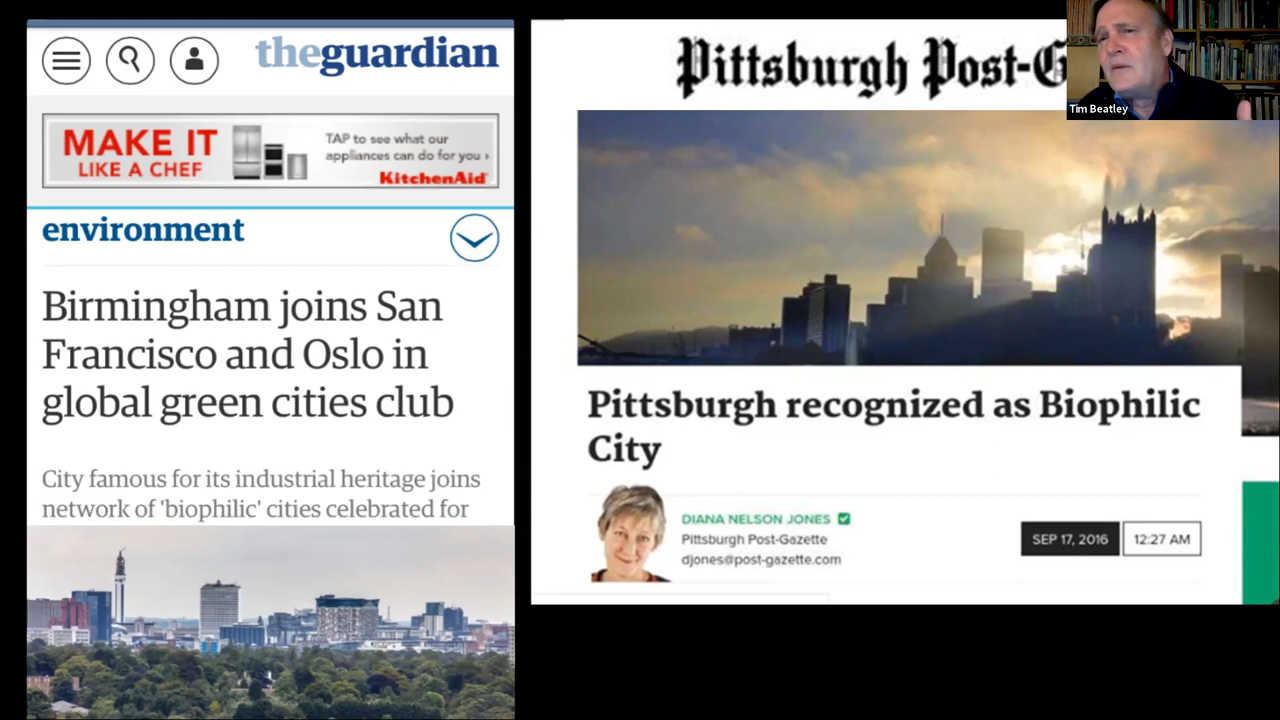 theguardian
MAKE IT
LIKE A CHEF
TAP to see what our
appliances can do for you ›
KitchenAid
environment
Birmingham joins San
Francisco and Oslo in
global green cities club
City famous for its industrial heritage joins
network of 'biophilic' cities celebrated for
Pittsburgh Post-G
Tim Beatley
Pittsburgh recognized as Biophilic
City
DIANA NELSON JONES
Pittsburgh Post-Gazette
djones@post-gazette.com
SEP 17, 2016
12:27 AM